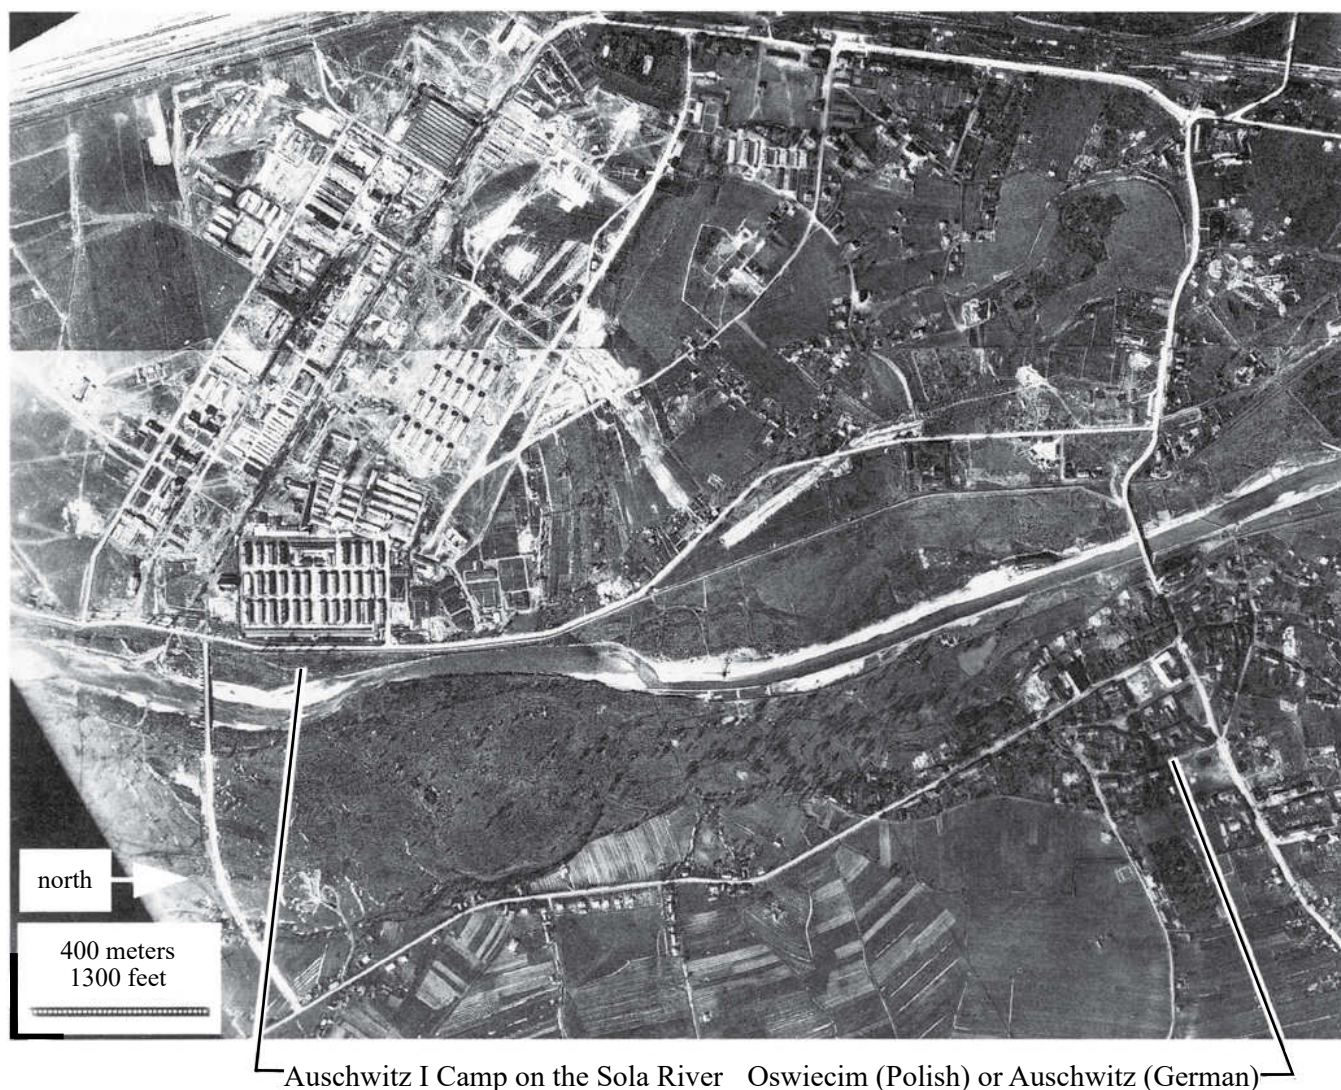 north
400 meters
1300 feet
Auschwitz I Camp on the Sola River
Oswiecim (Polish) or Auschwitz (German)